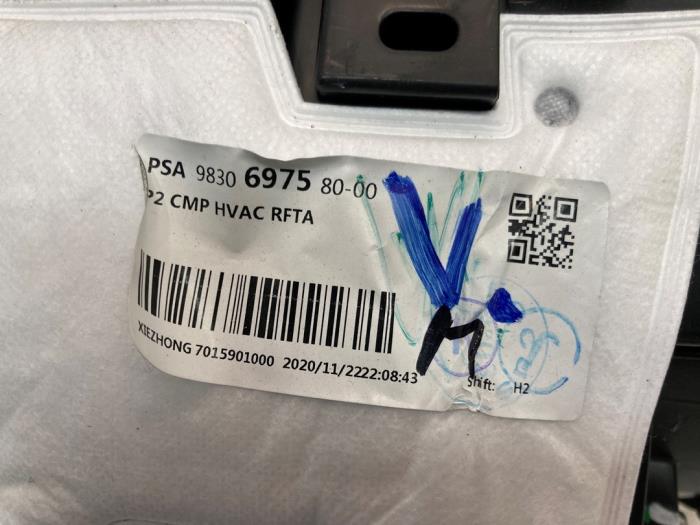 PSA 9830 6975 80-00
P2 CMP HVAC RFTA
XIEZHONG 7015901000 2020/11/2222:08:43
Shift: H2
V.
M